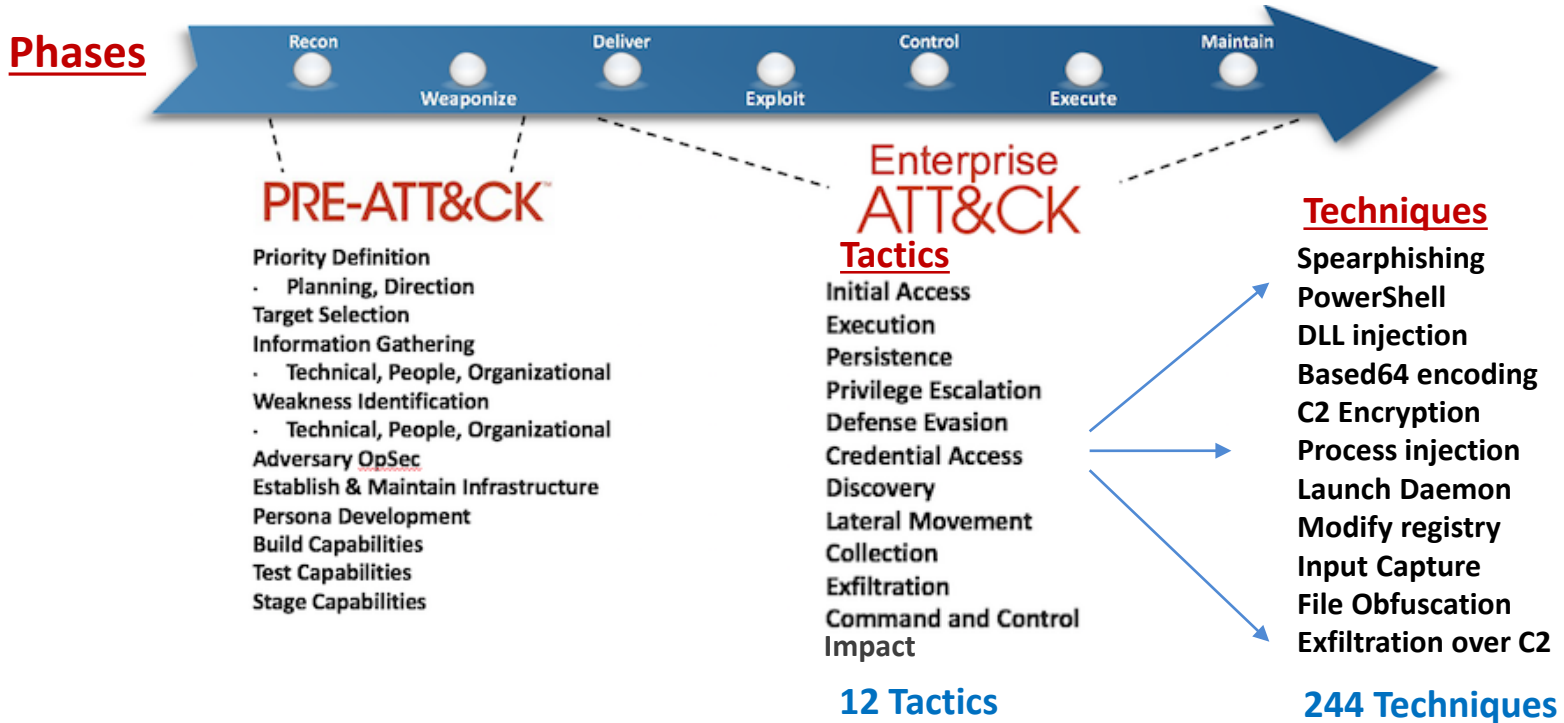 Phases
Recon
Weaponize
Deliver
Exploit
Control
Execute
Maintain
PRE-ATT&CK™
Priority Definition
· Planning, Direction
Target Selection
Information Gathering
· Technical, People, Organizational
Weakness Identification
· Technical, People, Organizational
Adversary OpSec
Establish & Maintain Infrastructure
Persona Development
Build Capabilities
Test Capabilities
Stage Capabilities
Enterprise
ATT&CK
Tactics
Initial Access
Execution
Persistence
Privilege Escalation
Defense Evasion
Credential Access
Discovery
Lateral Movement
Collection
Exfiltration
Command and Control
Impact
12 Tactics
Techniques
Spearphishing
PowerShell
DLL injection
Based64 encoding
C2 Encryption
Process injection
Launch Daemon
Modify registry
Input Capture
File Obfuscation
Exfiltration over C2
244 Techniques